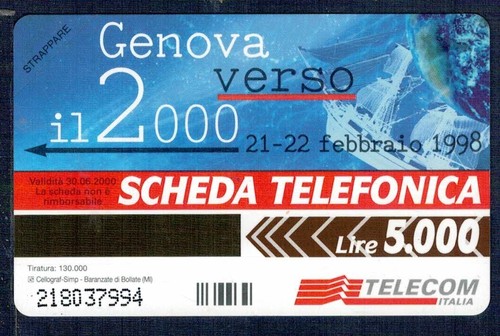 STRAPPARE
Genova
verso
il 2000
21-22 febbraio 1998
Validità 30.06.2000
La scheda non è
rimborsabile
SCHEDA TELEFONICA
Lire 5.000
Tiratura: 130.000
Celograf-Simp - Baranzate di Bollate (MI)
218037994
TELECOM
ITALIA